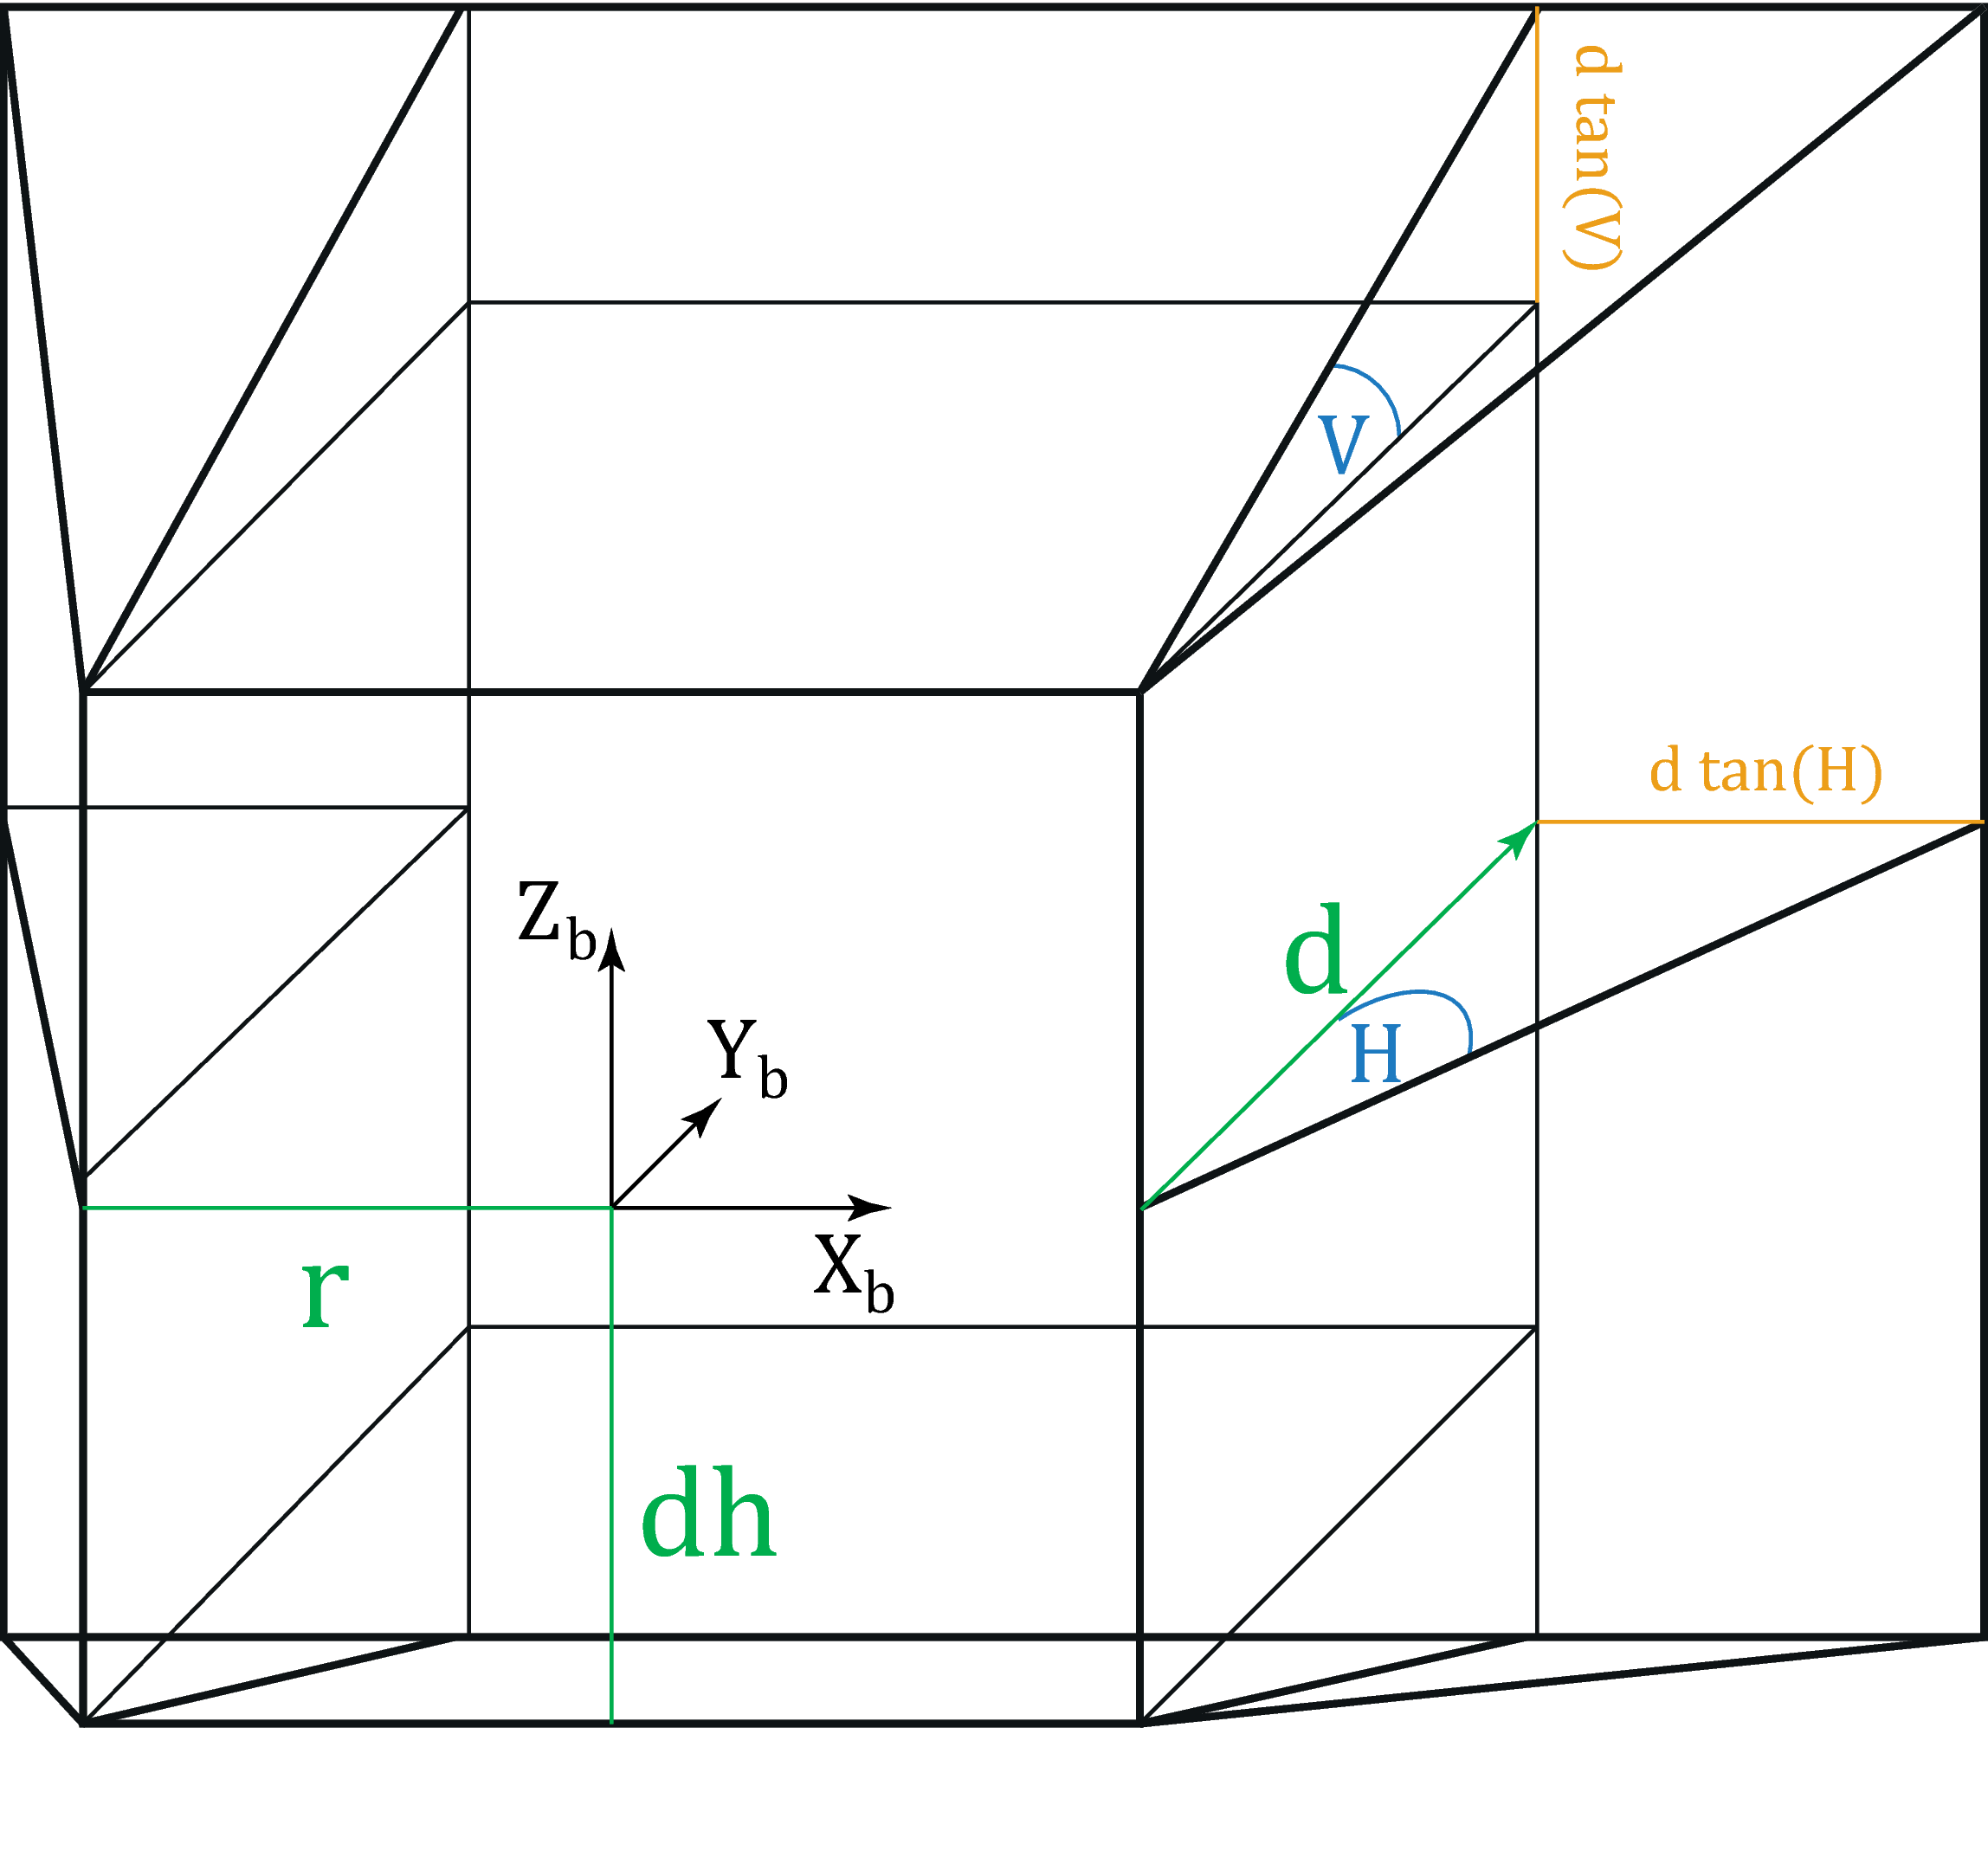 d tan(V)
V
d tan(H)
Zb
d
Yb
H
Xb
r
dh